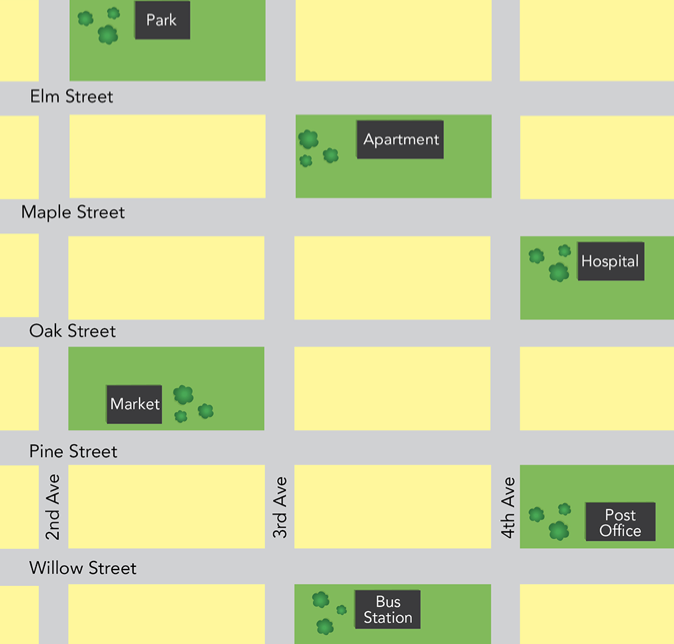 Park
Elm Street
Apartment
Maple Street
Hospital
Oak Street
Market
Pine Street
2nd Ave
3rd Ave
4th Ave
Post
Office
Willow Street
Bus
Station